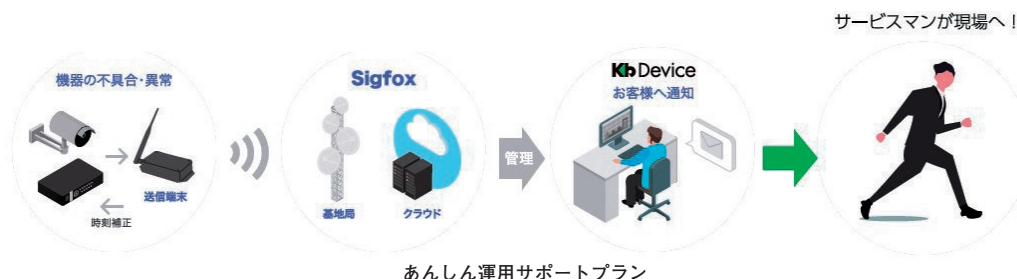 サービスマンが現場へ！
機器の不具合・異常
送信端末
時刻補正
Sigfox
基地局
クラウド
管理
Kb Device
お客様へ通知
あんしん運用サポートプラン